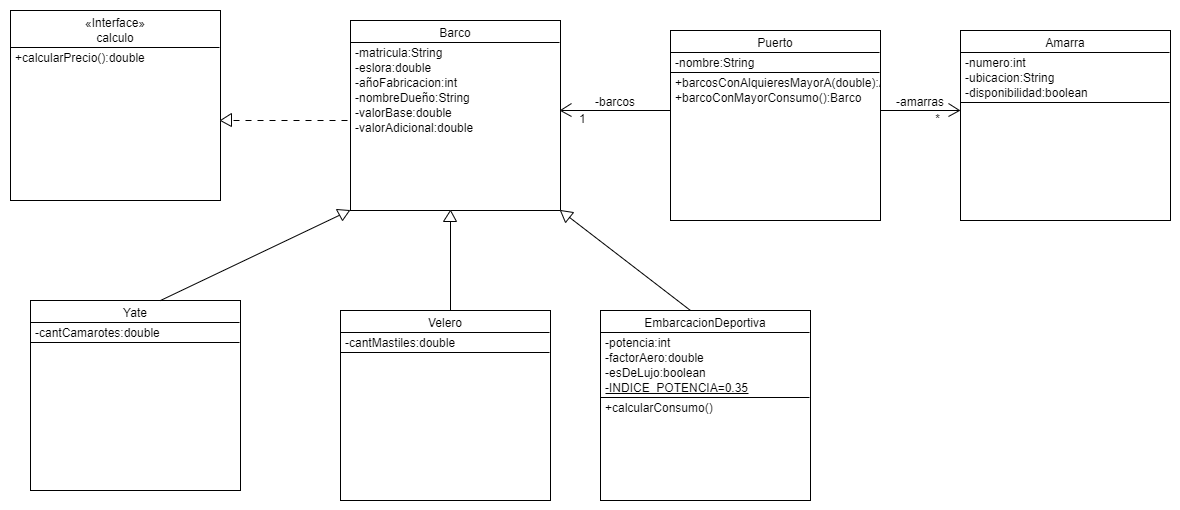 «Interface»
calculo
+calcularPrecio():double
Barco
-matricula:String
-eslora:double
-añoFabricacion:int
-nombreDueño:String
-valorBase:double
-valorAdicional:double
-barcos
1
Puerto
-nombre:String
+barcosConAlquieresMayorA(double):
+barcoConMayorConsumo():Barco
-amarras
*
Amarra
-numero:int
-ubicacion:String
-disponibilidad:boolean
Yate
-cantCamarotes:double
Velero
-cantMastiles:double
EmbarcacionDeportiva
-potencia:int
-factorAero:double
-esDeLujo:boolean
-INDICE_POTENCIA=0.35
+calcularConsumo()